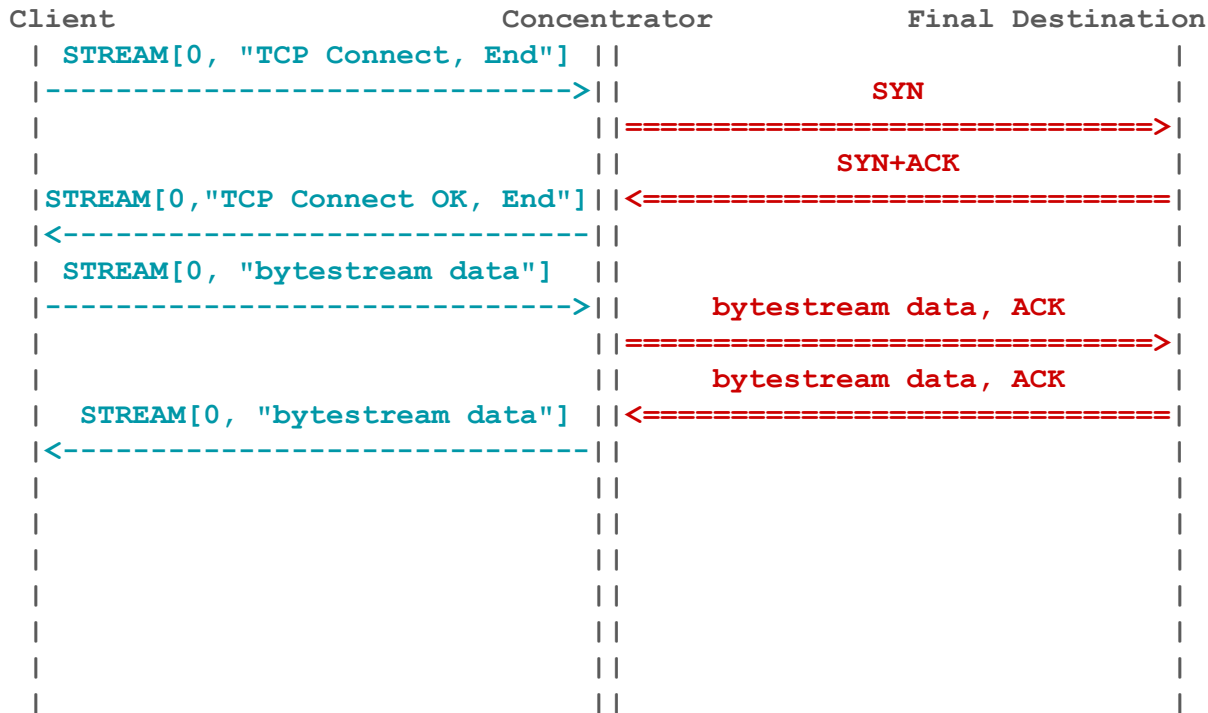 Client Concentrator Final Destination
| STREAM[0, "TCP Connect, End"] || |
|------------------------------>|| SYN |
| ||==============================>|
| || SYN+ACK |
|STREAM[0,"TCP Connect OK, End"]||<==============================|
|<------------------------------|| |
| STREAM[0, "bytestream data"] || |
|------------------------------>|| bytestream data, ACK |
| ||==============================>|
| || bytestream data, ACK |
| STREAM[0, "bytestream data"] ||<==============================|
|<------------------------------|| |
| || |
| || |
| || |
| || |
| || |
| || |
| || |